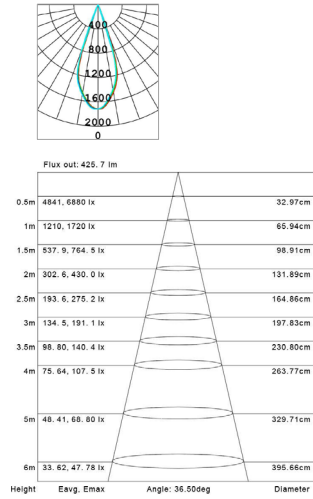 400
800
1200
1600
2000
0
Flux out: 425. 7 lm
0.5m 4841, 6880 lx 32.97cm
1m 1210, 1720 lx 65.94cm
1.5m 537. 9, 764. 5 lx 98.91cm
2m 302. 6, 430. 0 lx 131.89cm
2.5m 193. 6, 275. 2 lx 164.86cm
3m 134. 5, 191. 1 lx 197.83cm
3.5m 98. 80, 140. 4 lx 230.80cm
4m 75. 64, 107. 5 lx 263.77cm
5m 48. 41, 68. 80 lx 329.71cm
6m 33. 62, 47. 78 lx 395.66cm
Height Eavg, Emax Angle: 36.50deg Diameter